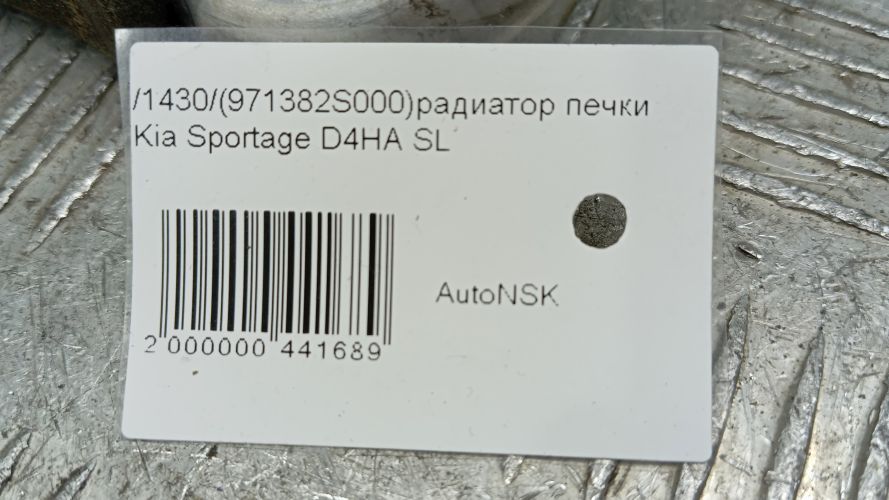 /1430/(971382S000)радиатор печки
Kia Sportage D4HA SL
AutoNSK
2 000000 441689